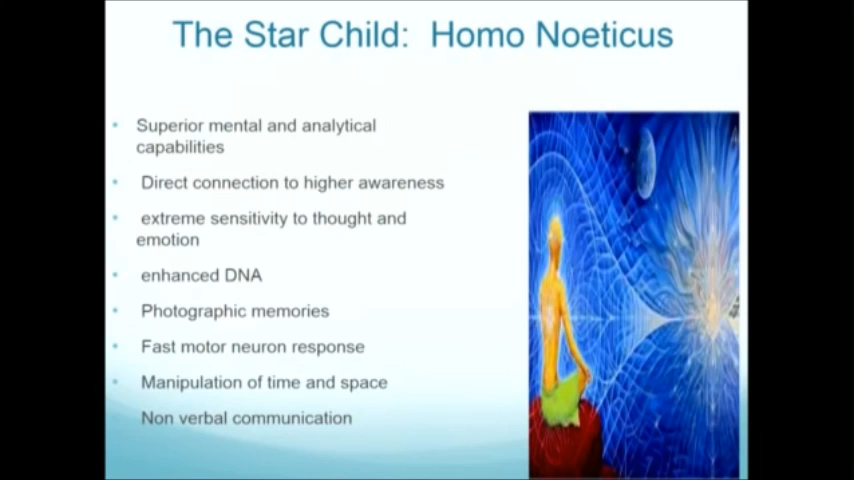 The Star Child: Homo Noeticus
• Superior mental and analytical
capabilities
• Direct connection to higher awareness
• extreme sensitivity to thought and
emotion
• enhanced DNA
• Photographic memories
• Fast motor neuron response
• Manipulation of time and space
Non verbal communication